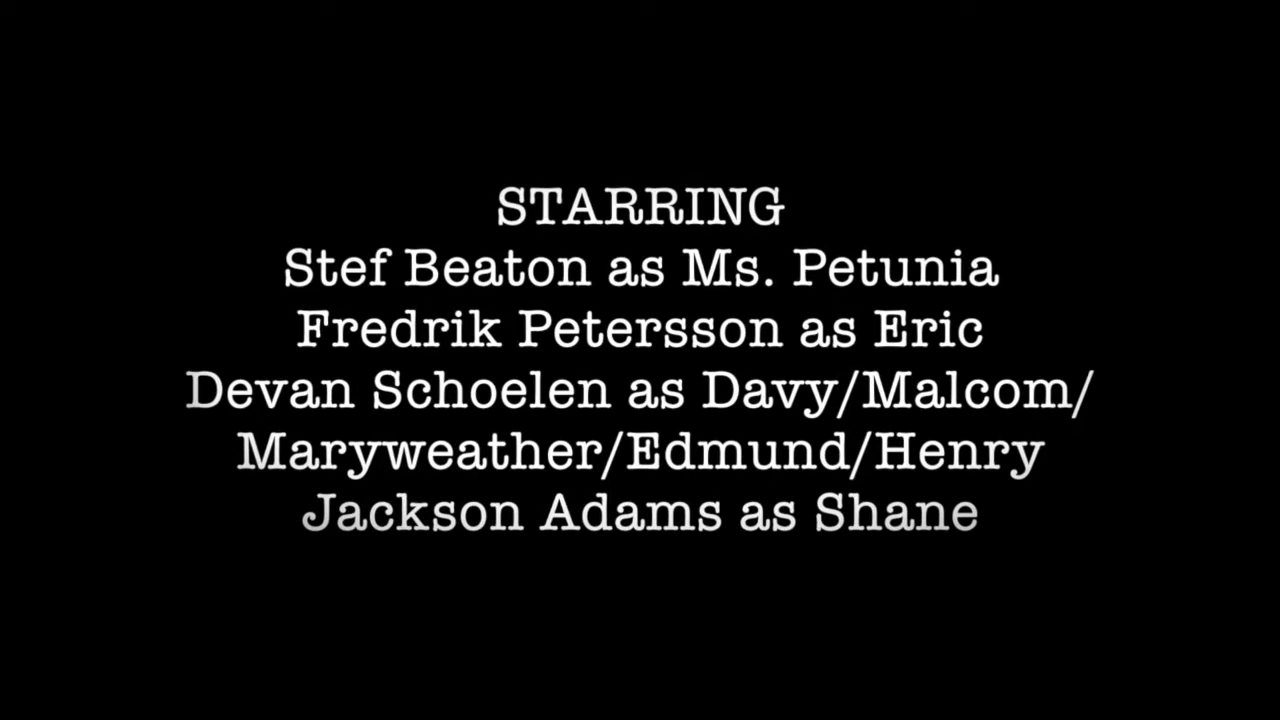 STARRING
Stef Beaton as Ms. Petunia
Fredrik Petersson as Eric
Devan Schoelen as Davy/Malcom/
Maryweather/Edmund/Henry
Jackson Adams as Shane